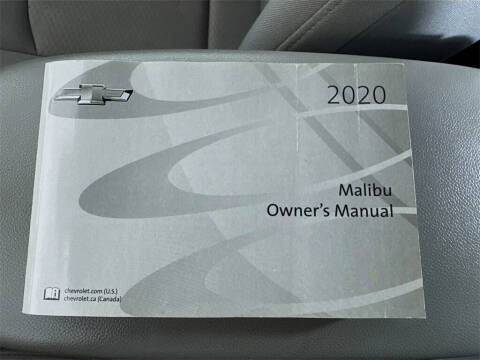 2020
Malibu
Owner's Manual
chevrolet.com (U.S.)
chevrolet.ca (Canada)